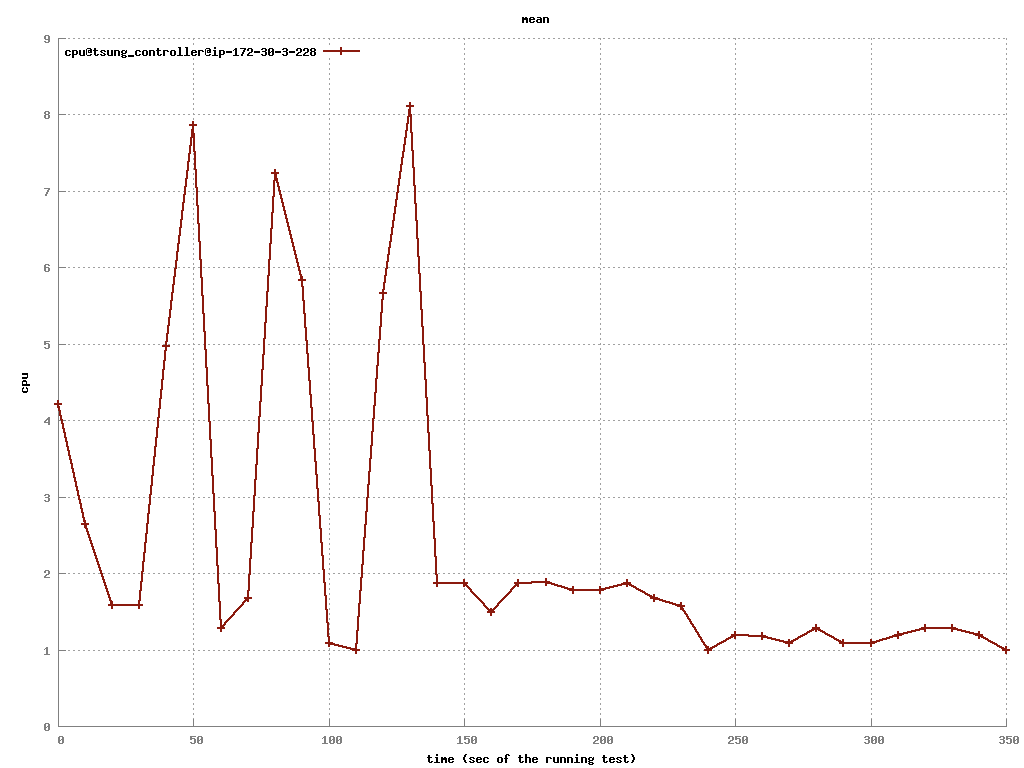 mean
9
cpu@tsung_controller@ip-172-30-3-228
8
7
6
5
cpu
4
3
2
1
0
0 50 100 150 200 250 300 350
time (sec of the running test)